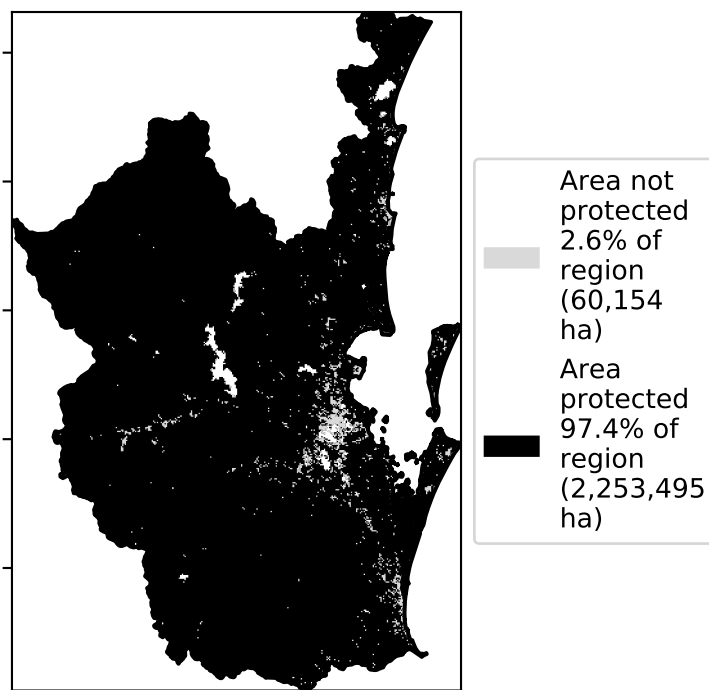 Area not
protected
2.6% of
region
(60,154
ha)
Area
protected
97.4% of
region
(2,253,495
ha)